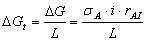 ΔG_t = ΔG / L = σ_A · i · r_AI / L